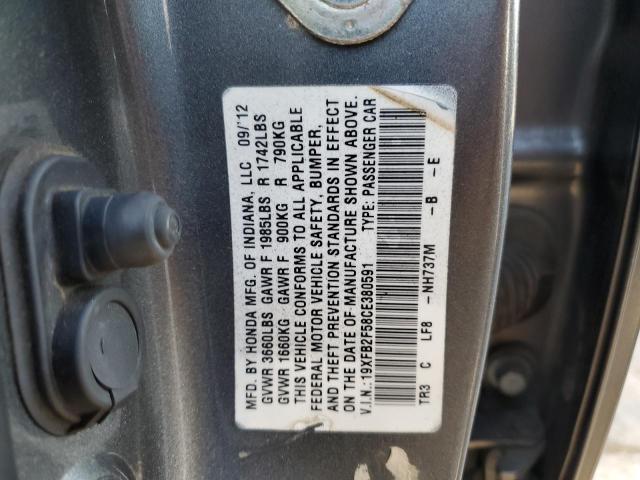 MFD. BY HONDA MFG. OF INDIANA, LLC 09/'12
GVWR 3660LBS GAWR F 1985LBS R 1742LBS
GVWR 1660KG GAWR F 900KG R 790KG
THIS VEHICLE CONFORMS TO ALL APPLICABLE
FEDERAL MOTOR VEHICLE SAFETY, BUMPER,
AND THEFT PREVENTION STANDARDS IN EFFECT
ON THE DATE OF MANUFACTURE SHOWN ABOVE.
V.I.N.: 19XFB2F58CE380591 TYPE: PASSENGER CAR
TR3 C LF8 -NH737M -B -E